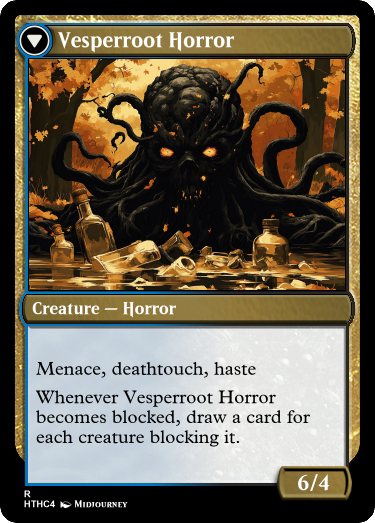 Vesperroot Horror
Creature — Horror
Menace, deathtouch, haste
Whenever Vesperroot Horror
becomes blocked, draw a card for
each creature blocking it.
6/4
R
HTHC4 Midjourney